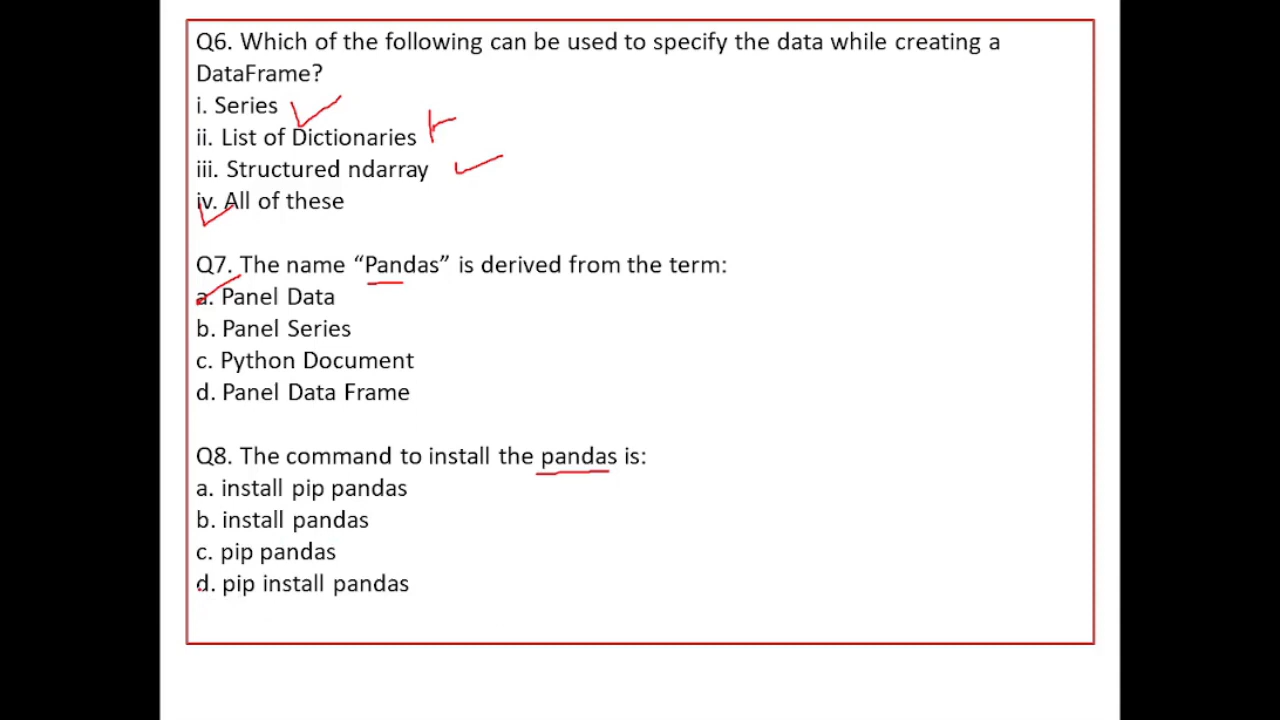 Q6. Which of the following can be used to specify the data while creating a
DataFrame?
i. Series
ii. List of Dictionaries
iii. Structured ndarray
iv. All of these
Q7. The name “Pandas” is derived from the term:
a. Panel Data
b. Panel Series
c. Python Document
d. Panel Data Frame
Q8. The command to install the pandas is:
a. install pip pandas
b. install pandas
c. pip pandas
d. pip install pandas